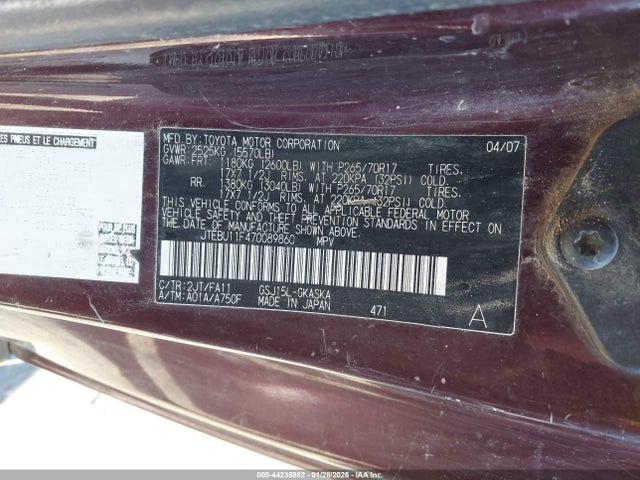 ES PNEUS ET LE CHARGEMENT
MFD. BY: TOYOTA MOTOR CORPORATION 04/07
GVWR: 2525KG (5570LB)
GAWR: FRT. 1180KG (2600LB) WITH P265/70R17 TIRES,
17X7 1/2J RIMS, AT 220KPA (32PSI) COLD
RR. 1380KG (3040LB) WITH P265/70R17 TIRES,
17X7 1/2J RIMS, AT 220KPA (32PSI) COLD.
THIS VEHICLE CONFORMS TO ALL APPLICABLE FEDERAL MOTOR
VEHICLE SAFETY AND THEFT PREVENTION STANDARDS IN EFFECT ON
THE DATE OF MANUFACTURE SHOWN ABOVE.
JTEBU11F470089860 MPV
C/TR: 2JT/FA11 GSJ15L-GKASKA
A/TM: A01A/A750F MADE IN JAPAN 471 A
000-44235982 01/28/2026 IAA Inc.